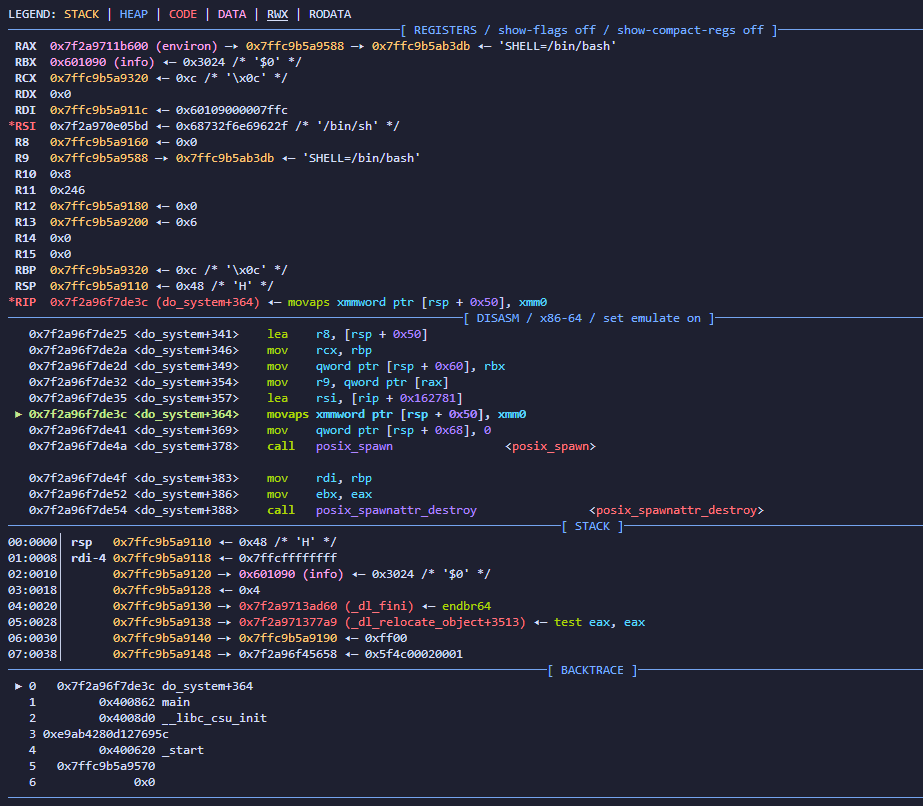 LEGEND: STACK | HEAP | CODE | DATA | RWX | RODATA
[ REGISTERS / show-flags off / show-compact-regs off ]
RAX 0x7f2a9711b600 (environ) —▸ 0x7ffc9b5a9588 —▸ 0x7ffc9b5ab3db ◂— 'SHELL=/bin/bash'
RBX 0x601090 (info) ◂— 0x3024 /* '$0' */
RCX 0x7ffc9b5a9320 ◂— 0xc /* '\x0c' */
RDX 0x0
RDI 0x7ffc9b5a911c ◂— 0x60109000007ffc
*RSI 0x7f2a970e05bd ◂— 0x68732f6e69622f /* '/bin/sh' */
R8 0x7ffc9b5a9160 ◂— 0x0
R9 0x7ffc9b5a9588 —▸ 0x7ffc9b5ab3db ◂— 'SHELL=/bin/bash'
R10 0x8
R11 0x246
R12 0x7ffc9b5a9180 ◂— 0x0
R13 0x7ffc9b5a9200 ◂— 0x6
R14 0x0
R15 0x0
RBP 0x7ffc9b5a9320 ◂— 0xc /* '\x0c' */
RSP 0x7ffc9b5a9110 ◂— 0x48 /* 'H' */
*RIP 0x7f2a96f7de3c (do_system+364) ◂— movaps xmmword ptr [rsp + 0x50], xmm0
[ DISASM / x86-64 / set emulate on ]
0x7f2a96f7de25 <do_system+341> lea r8, [rsp + 0x50]
0x7f2a96f7de2a <do_system+346> mov rcx, rbp
0x7f2a96f7de2d <do_system+349> mov qword ptr [rsp + 0x60], rbx
0x7f2a96f7de32 <do_system+354> mov r9, qword ptr [rax]
0x7f2a96f7de35 <do_system+357> lea rsi, [rip + 0x162781]
► 0x7f2a96f7de3c <do_system+364> movaps xmmword ptr [rsp + 0x50], xmm0
0x7f2a96f7de41 <do_system+369> mov qword ptr [rsp + 0x68], 0
0x7f2a96f7de4a <do_system+378> call posix_spawn <posix_spawn>
0x7f2a96f7de4f <do_system+383> mov rdi, rbp
0x7f2a96f7de52 <do_system+386> mov ebx, eax
0x7f2a96f7de54 <do_system+388> call posix_spawnattr_destroy <posix_spawnattr_destroy>
[ STACK ]
00:0000│ rsp 0x7ffc9b5a9110 ◂— 0x48 /* 'H' */
01:0008│ rdi-4 0x7ffc9b5a9118 ◂— 0x7ffcffffffff
02:0010│ 0x7ffc9b5a9120 —▸ 0x601090 (info) ◂— 0x3024 /* '$0' */
03:0018│ 0x7ffc9b5a9128 ◂— 0x4
04:0020│ 0x7ffc9b5a9130 —▸ 0x7f2a9713ad60 (_dl_fini) ◂— endbr64
05:0028│ 0x7ffc9b5a9138 —▸ 0x7f2a971377a9 (_dl_relocate_object+3513) ◂— test eax, eax
06:0030│ 0x7ffc9b5a9140 —▸ 0x7ffc9b5a9190 ◂— 0xff00
07:0038│ 0x7ffc9b5a9148 —▸ 0x7f2a96f45658 ◂— 0x5f4c00020001
[ BACKTRACE ]
► 0 0x7f2a96f7de3c do_system+364
1 0x400862 main
2 0x4008d0 __libc_csu_init
3 0xe9ab4280d127695c
4 0x400620 _start
5 0x7ffc9b5a9570
6 0x0